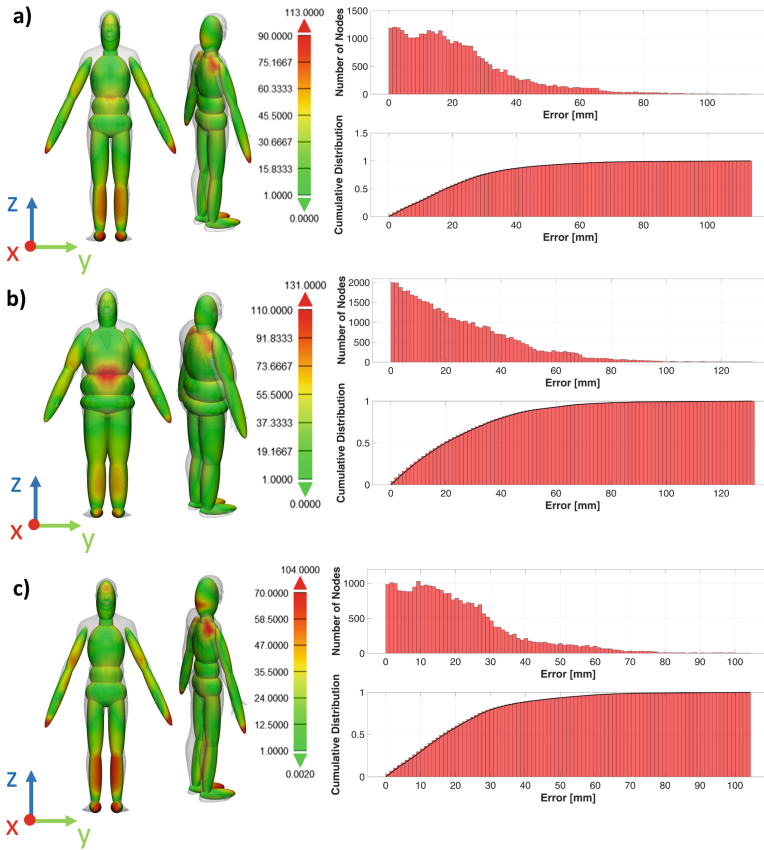 a)
113.0000
90.0000
75.1667
60.3333
45.5000
30.6667
15.8333
1.0000
0.0000
Z
X
y
Number of Nodes
1500
1000
500
0
0 20 40 60 80 100
Error [mm]
Cumulative Distribution
1.5
1
0.5
0
0 20 40 60 80 100
Error [mm]
b)
131.0000
110.0000
91.8333
73.6667
55.5000
37.3333
19.1667
1.0000
0.0000
Z
X
y
Number of Nodes
2000
1500
1000
500
0
0 20 40 60 80 100 120
Error [mm]
Cumulative Distribution
1
0.5
0
0 20 40 60 80 100 120
Error [mm]
c)
104.0000
70.0000
58.5000
47.0000
35.5000
24.0000
12.5000
1.0000
0.0020
Z
X
y
Number of Nodes
1000
500
0
0 10 20 30 40 50 60 70 80 90 100
Error [mm]
Cumulative Distribution
1
0.5
0
0 10 20 30 40 50 60 70 80 90 100
Error [mm]